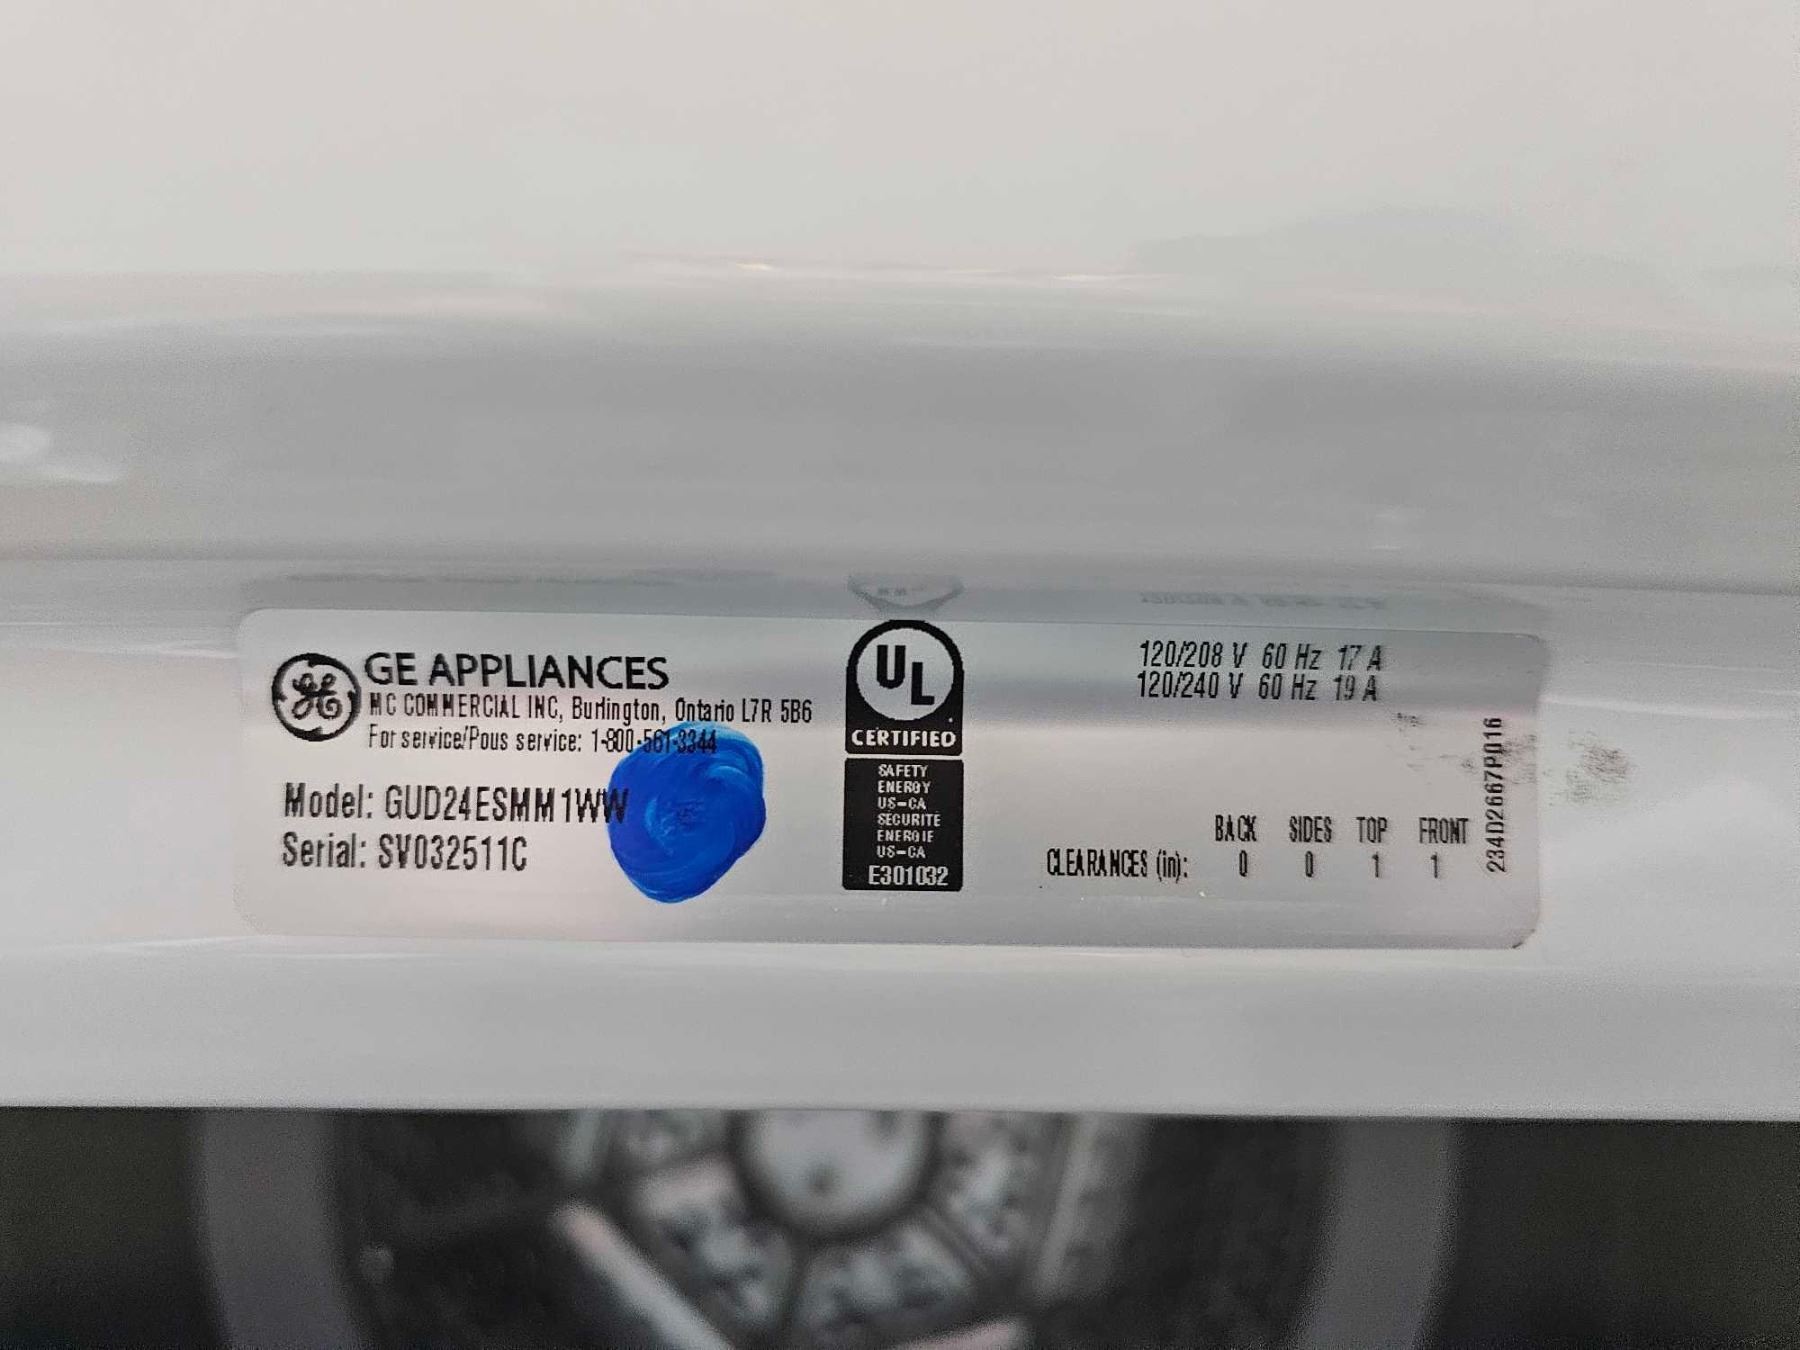 GE APPLIANCES
MC COMMERCIAL INC, Burlington, Ontario L7R 5B6
For service/Pous service: 1-800-561-3344
Model: GUD24ESMM1WW
Serial: SV032511C
UL
CERTIFIED
SAFETY
ENERGY
US-CA
SÉCURITÉ
ÉNERGIE
US-CA
E301032
120/208 V 60 Hz 17 A
120/240 V 60 Hz 19 A
BACK SIDES TOP FRONT
CLEARANCES (in): 0 0 1 1
234D2667P016